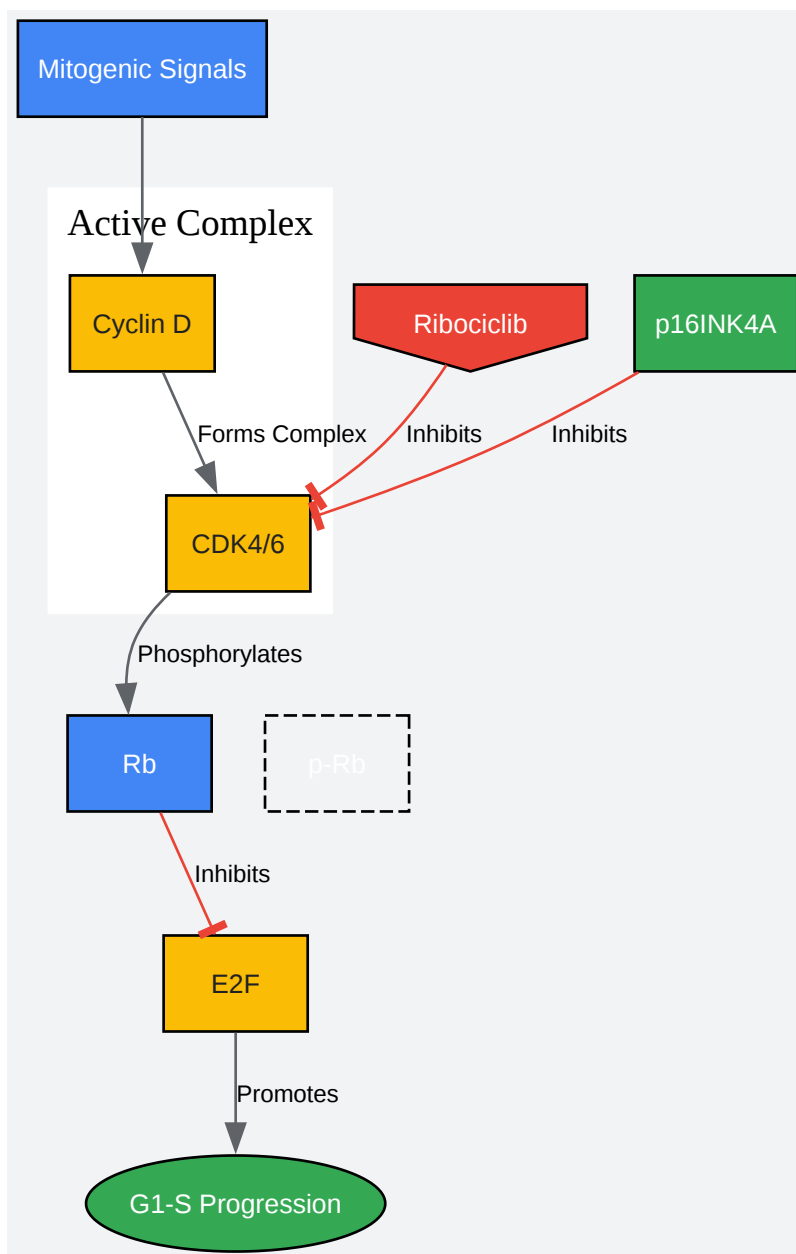 Mitogenic Signals
Active Complex
Cyclin D
Ribociclib
p16INK4A
Forms Complex
Inhibits
Inhibits
CDK4/6
Phosphorylates
Rb
p-Rb
Inhibits
E2F
Promotes
G1-S Progression